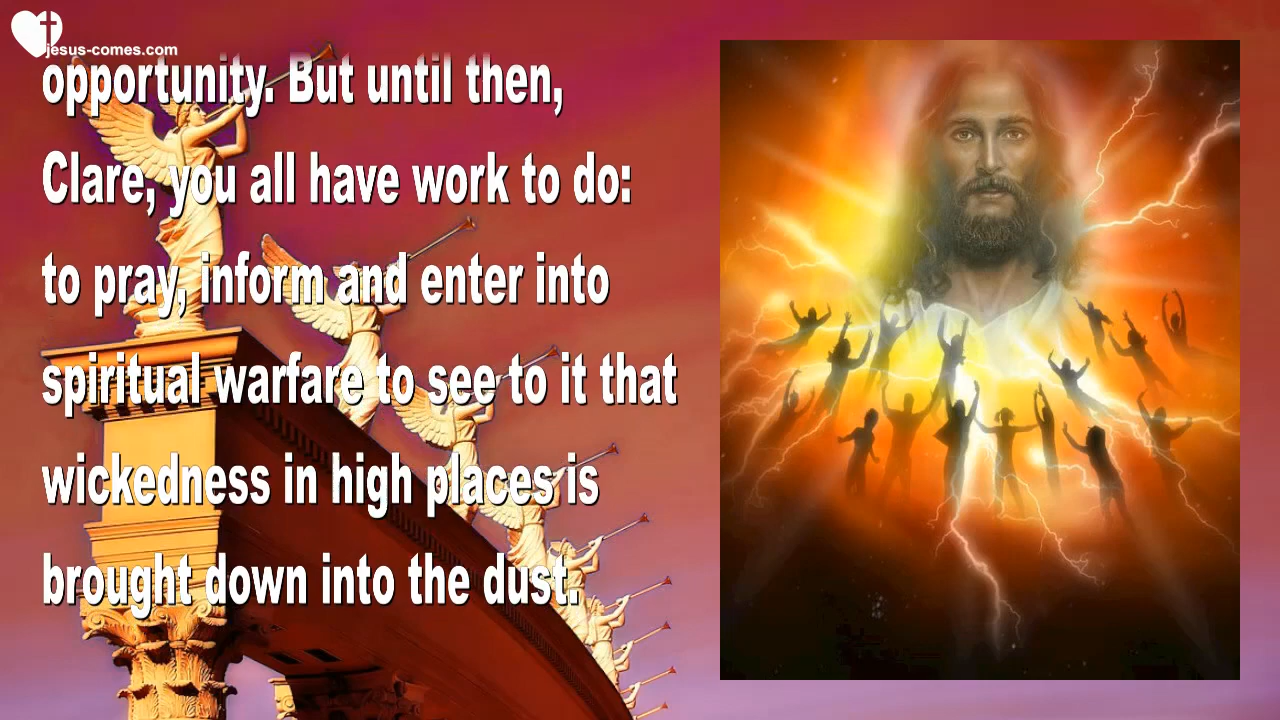 jesus-comes.com
opportunity. But until then,
Clare, you all have work to do:
to pray, inform and enter into
spiritual warfare to see to it that
wickedness in high places is
brought down into the dust.